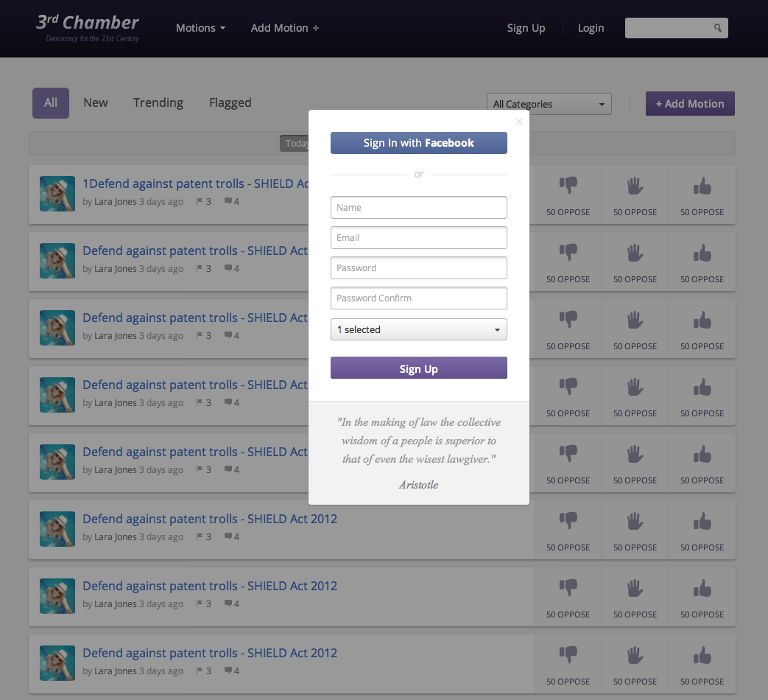 3rd Chamber
Democracy for the 21st Century
Motions
Add Motion +
Sign Up
Login
All
New
Trending
Flagged
All Categories
+ Add Motion
Today
Sign In with Facebook
or
Name
Email
Password
Password Confirm
1 selected
Sign Up
"In the making of law the collective
wisdom of a people is superior to
that of even the wisest lawgiver."
Aristotle
1Defend against patent trolls - SHIELD Ac
by Lara Jones 3 days ago 3 4
50 OPPOSE 50 OPPOSE 50 OPPOSE
Defend against patent trolls - SHIELD Act
by Lara Jones 3 days ago 3 4
50 OPPOSE 50 OPPOSE 50 OPPOSE
Defend against patent trolls - SHIELD Act
by Lara Jones 3 days ago 3 4
50 OPPOSE 50 OPPOSE 50 OPPOSE
Defend against patent trolls - SHIELD Act
by Lara Jones 3 days ago 3 4
50 OPPOSE 50 OPPOSE 50 OPPOSE
Defend against patent trolls - SHIELD Act
by Lara Jones 3 days ago 3 4
50 OPPOSE 50 OPPOSE 50 OPPOSE
Defend against patent trolls - SHIELD Act 2012
by Lara Jones 3 days ago 3 4
50 OPPOSE 50 OPPOSE 50 OPPOSE
Defend against patent trolls - SHIELD Act 2012
by Lara Jones 3 days ago 3 4
50 OPPOSE 50 OPPOSE 50 OPPOSE
Defend against patent trolls - SHIELD Act 2012
by Lara Jones 3 days ago 3 4
50 OPPOSE 50 OPPOSE 50 OPPOSE